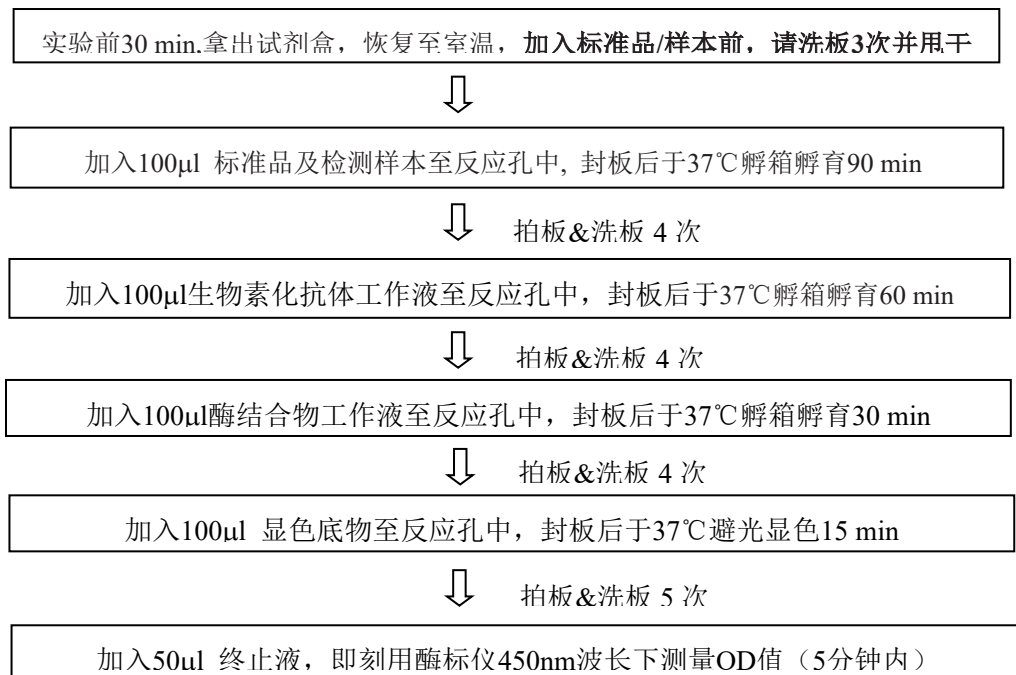 实验前30 min,拿出试剂盒，恢复至室温，加入标准品/样本前，请洗板3次并甩干
加入100μl 标准品及检测样本至反应孔中, 封板后于37℃孵箱孵育90 min
拍板&洗板 4 次
加入100μl生物素化抗体工作液至反应孔中，封板后于37℃孵箱孵育60 min
拍板&洗板 4 次
加入100μl酶结合物工作液至反应孔中，封板后于37℃孵箱孵育30 min
拍板&洗板 4 次
加入100μl 显色底物至反应孔中，封板后于37℃避光显色15 min
拍板&洗板 5 次
加入50μl 终止液，即刻用酶标仪450nm波长下测量OD值（5分钟内）